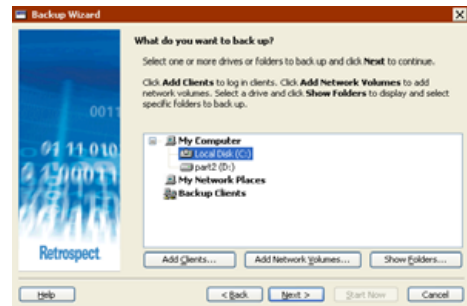 Backup Wizard
What do you want to back up?
Select one or more drives or folders to back up and click Next to continue.
Click Add Clients to log in clients. Click Add Network Volumes to add
network volumes. Select a drive and click Show Folders to display and select
specific folders to back up.
0011
01 11 010
My Computer
Local Disk (C:)
part2 (D:)
My Network Places
Backup Clients
Retrospect
Add Clients...
Add Network Volumes...
Show Folders...
Help
< Back
Next >
Start Now
Cancel